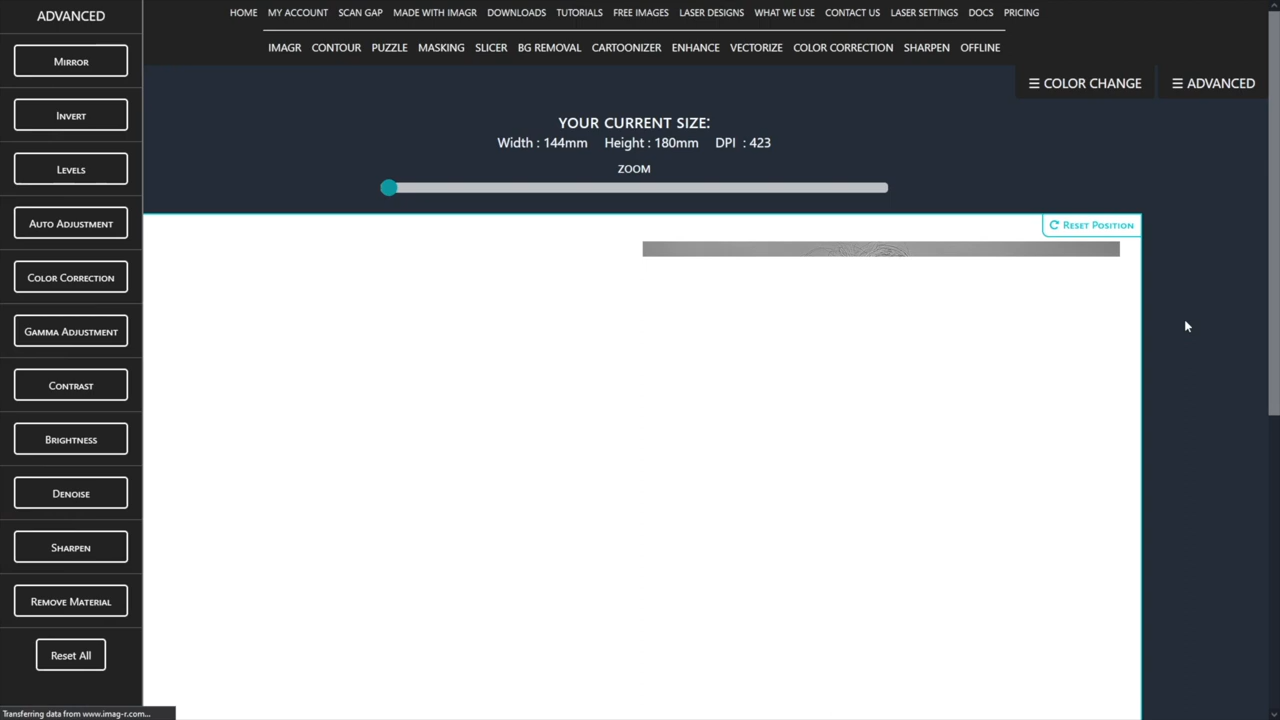 ADVANCED
Mirror
Invert
Levels
Auto Adjustment
Color Correction
Gamma Adjustment
Contrast
Brightness
Denoise
Sharpen
Remove Material
Reset All
HOME MY ACCOUNT SCAN GAP MADE WITH IMAGR DOWNLOADS TUTORIALS FREE IMAGES LASER DESIGNS WHAT WE USE CONTACT US LASER SETTINGS DOCS PRICING
IMAGR CONTOUR PUZZLE MASKING SLICER BG REMOVAL CARTOONIZER ENHANCE VECTORIZE COLOR CORRECTION SHARPEN OFFLINE
☰ COLOR CHANGE ☰ ADVANCED
YOUR CURRENT SIZE:
Width : 144mm Height : 180mm DPI : 423
ZOOM
Reset Position
Transferring data from www.imag-r.com...